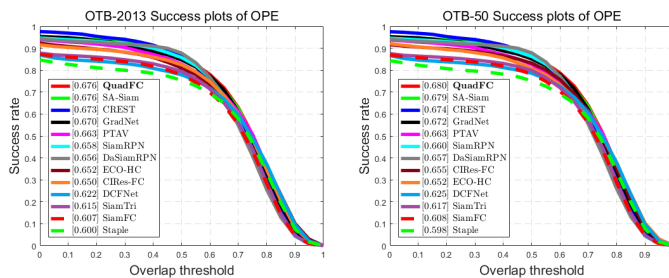 OTB-2013 Success plots of OPE
Success rate
1
0.9
0.8
0.7
0.6
0.5
0.4
0.3
0.2
0.1
0
[0.676] QuadFC
[0.676] SA-Siam
[0.673] CREST
[0.670] GradNet
[0.663] PTAV
[0.658] SiamRPN
[0.656] DaSiamRPN
[0.652] ECO-HC
[0.650] CIRes-FC
[0.622] DCFNet
[0.615] SiamTri
[0.607] SiamFC
[0.600] Staple
0 0.1 0.2 0.3 0.4 0.5 0.6 0.7 0.8 0.9 1
Overlap threshold
OTB-50 Success plots of OPE
Success rate
1
0.9
0.8
0.7
0.6
0.5
0.4
0.3
0.2
0.1
0
[0.680] QuadFC
[0.679] SA-Siam
[0.674] CREST
[0.672] GradNet
[0.663] PTAV
[0.660] SiamRPN
[0.657] DaSiamRPN
[0.655] CIRes-FC
[0.652] ECO-HC
[0.625] DCFNet
[0.617] SiamTri
[0.608] SiamFC
[0.598] Staple
0 0.1 0.2 0.3 0.4 0.5 0.6 0.7 0.8 0.9
Overlap threshold